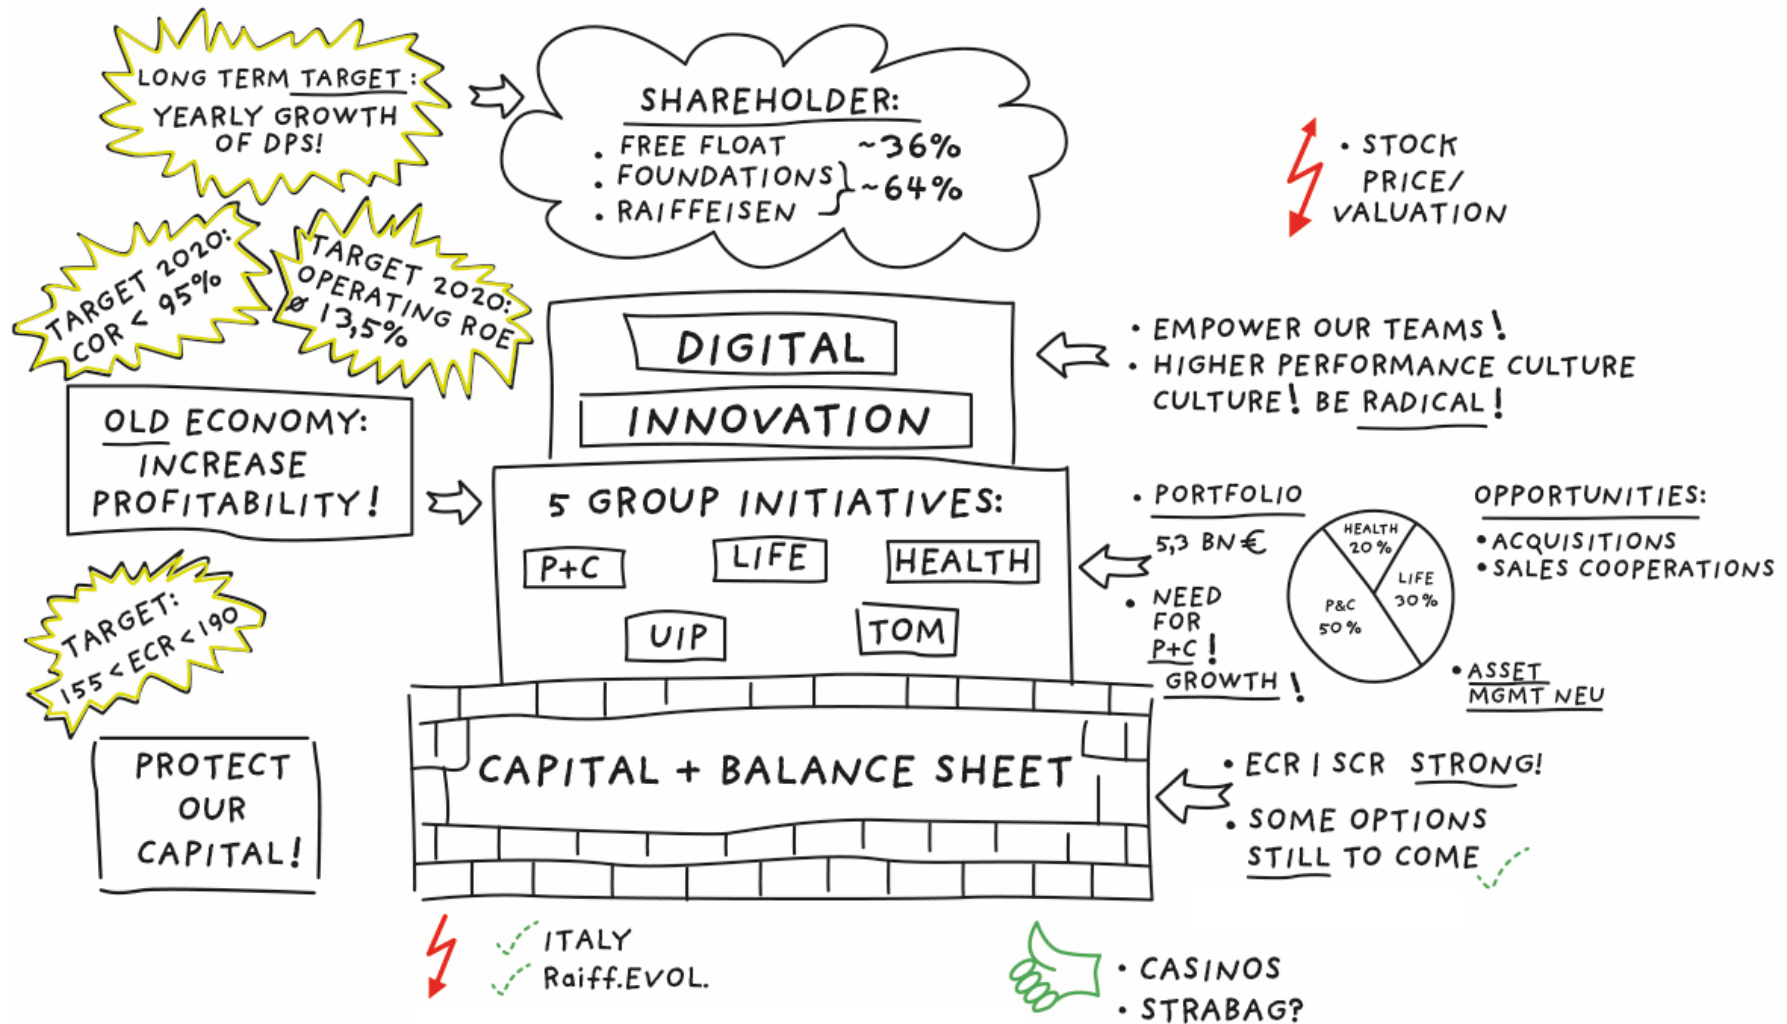 LONG TERM TARGET:
YEARLY GROWTH
OF DPS!
SHAREHOLDER:
• FREE FLOAT ~36%
• FOUNDATIONS
• RAIFFEISEN
~64%
• STOCK
PRICE/
VALUATION
TARGET 2020:
COR < 95%
TARGET 2020:
OPERATING ROE
ø 13,5%
DIGITAL
INNOVATION
• EMPOWER OUR TEAMS!
• HIGHER PERFORMANCE CULTURE
CULTURE! BE RADICAL!
OLD ECONOMY:
INCREASE
PROFITABILITY!
5 GROUP INITIATIVES:
P+C
LIFE
HEALTH
UIP
TOM
• PORTFOLIO
5,3 BN €
• NEED
FOR
P+C!
GROWTH!
HEALTH
20%
LIFE
30%
P&C
50%
OPPORTUNITIES:
• ACQUISITIONS
• SALES COOPERATIONS
• ASSET
MGMT NEU
TARGET:
155 < ECR < 190
PROTECT
OUR
CAPITAL!
CAPITAL + BALANCE SHEET
• ECR | SCR STRONG!
• SOME OPTIONS
STILL TO COME
ITALY
Raiff.EVOL.
• CASINOS
• STRABAG?